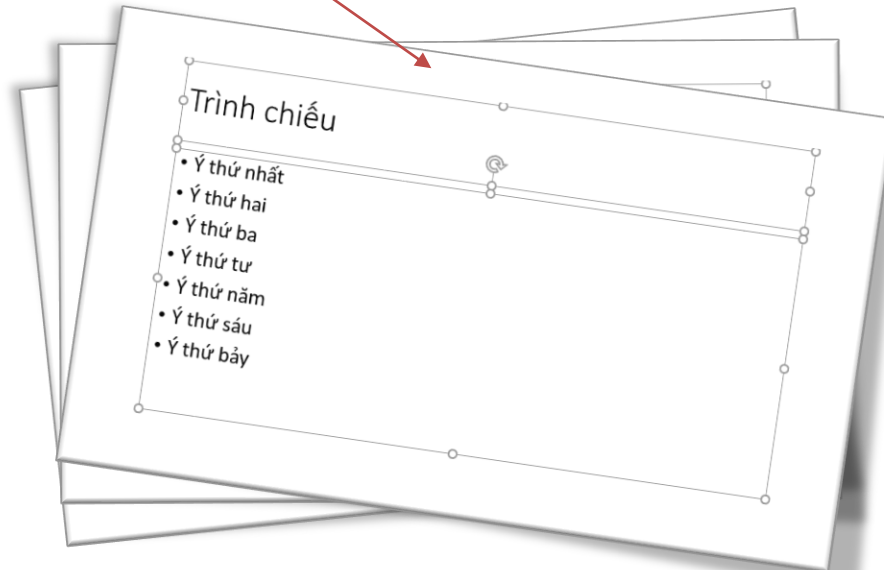 Trình chiếu
• Ý thứ nhất
• Ý thứ hai
• Ý thứ ba
• Ý thứ tư
• Ý thứ năm
• Ý thứ sáu
• Ý thứ bảy